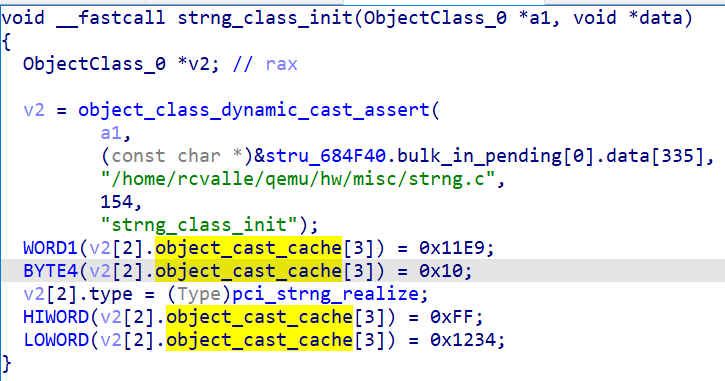 void __fastcall strng_class_init(ObjectClass_0 *a1, void *data)
{
  ObjectClass_0 *v2; // rax

  v2 = object_class_dynamic_cast_assert(
         a1,
         (const char *)&stru_684F40.bulk_in_pending[0].data[335],
         "/home/rcvalle/qemu/hw/misc/strng.c",
         154,
         "strng_class_init");
  WORD1(v2[2].object_cast_cache[3]) = 0x11E9;
  BYTE4(v2[2].object_cast_cache[3]) = 0x10;
  v2[2].type = (Type)pci_strng_realize;
  HIWORD(v2[2].object_cast_cache[3]) = 0xFF;
  LOWORD(v2[2].object_cast_cache[3]) = 0x1234;
}